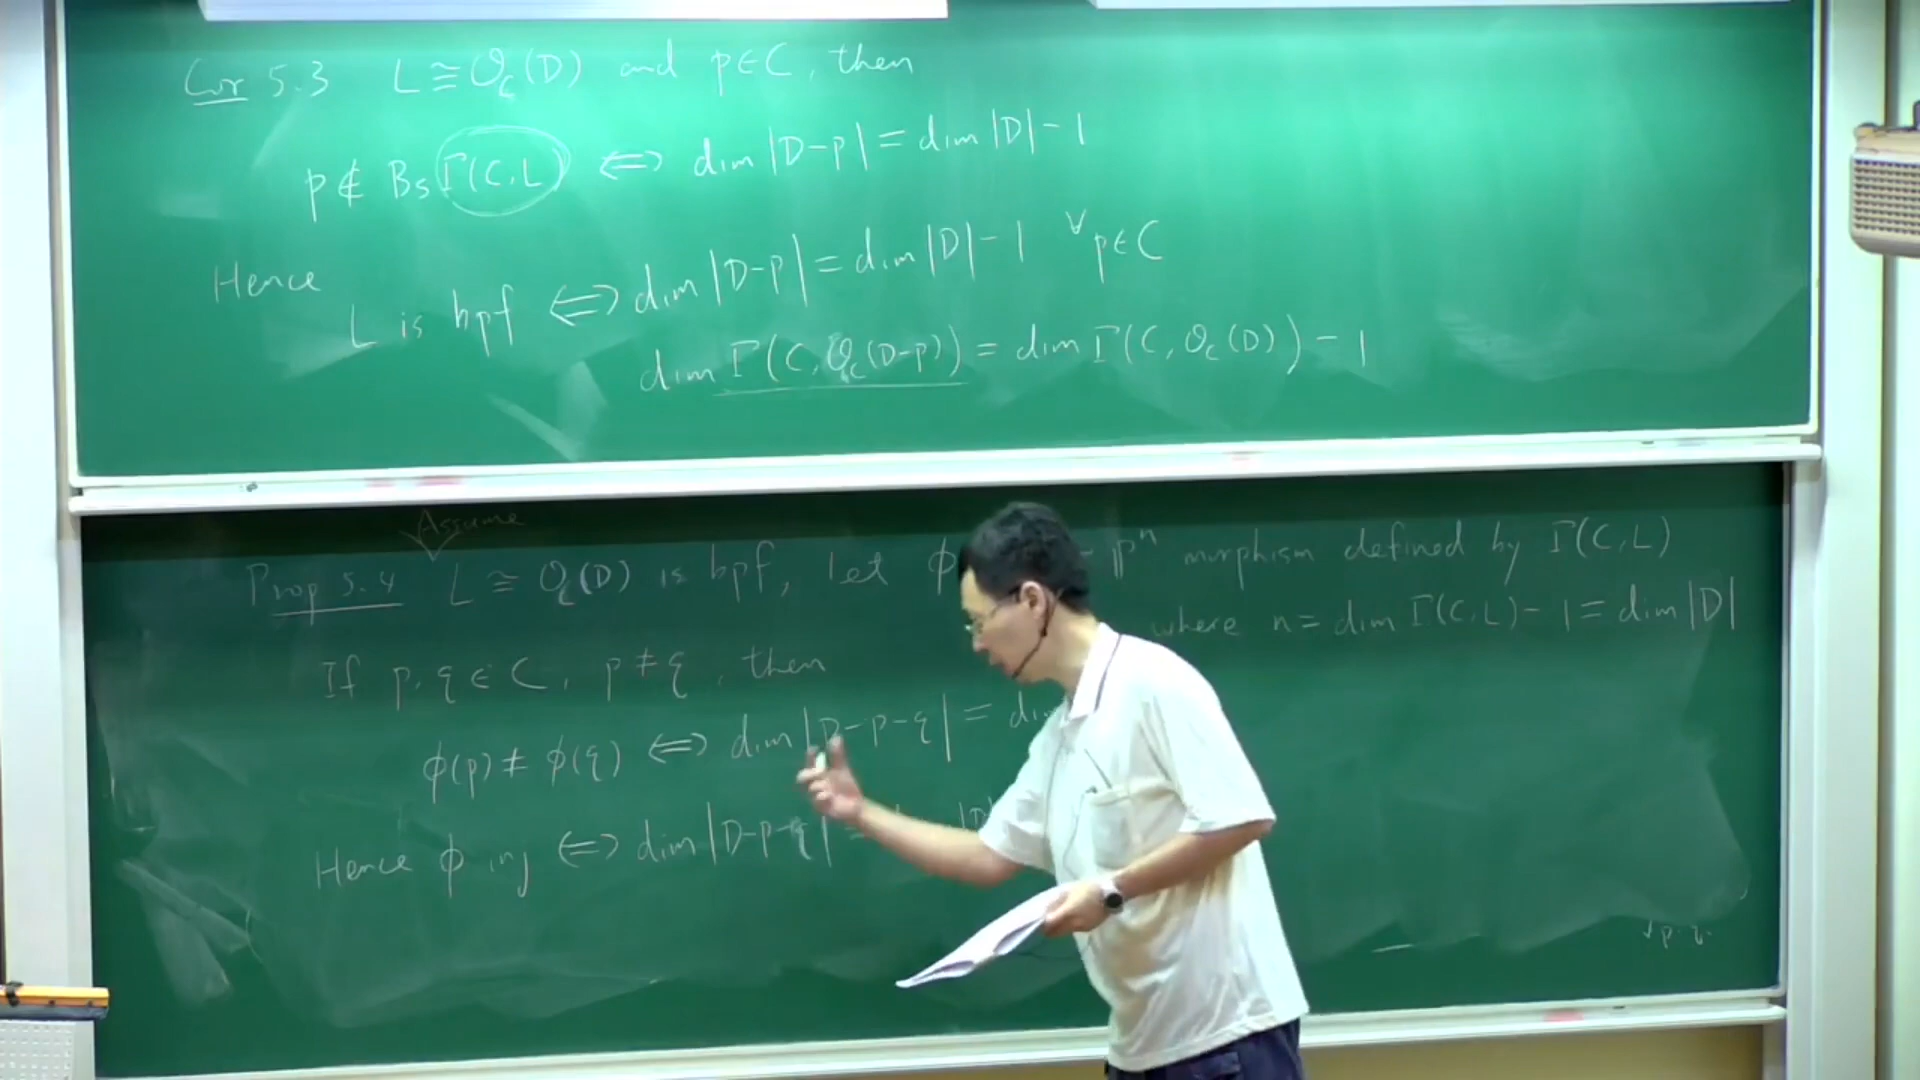 Cor 5.3 L ≅ O_C(D) and p∈C, then
p ∉ Bs Γ(C,L) ⟺ dim |D-p| = dim |D| - 1
Hence
L is bpf ⟺ dim |D-p| = dim |D| - 1 ∀p∈C
dim Γ(C, O_C(D-p)) = dim Γ(C, O_C(D)) - 1
Assume
Prop 5.4 L ≅ O_C(D) is bpf, let ϕ ℙⁿ morphism defined by Γ(C,L)
where n = dim Γ(C,L) - 1 = dim |D|
If p, q ∈ C, p ≠ q, then
ϕ(p) ≠ ϕ(q) ⟺ dim |D-p-q| = dim
Hence ϕ inj ⟺ dim |D-p-q| = |D|
p. q.